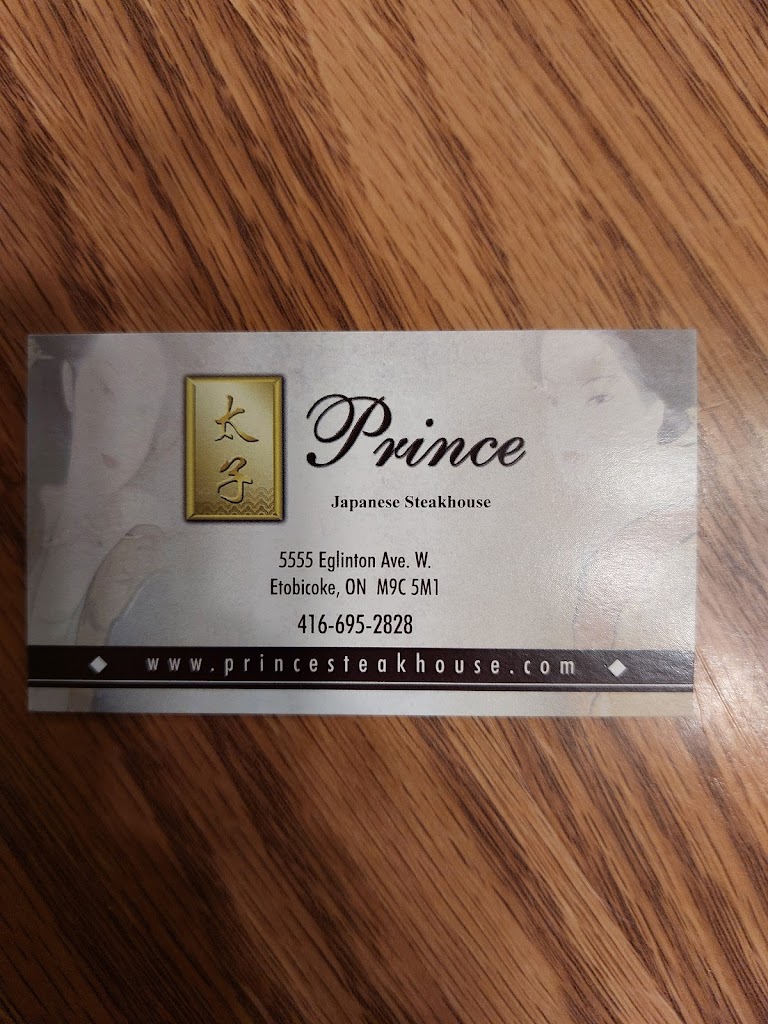 太子
Prince
Japanese Steakhouse
5555 Eglinton Ave. W.
Etobicoke, ON M9C 5M1
416-695-2828
www.princesteakhouse.com